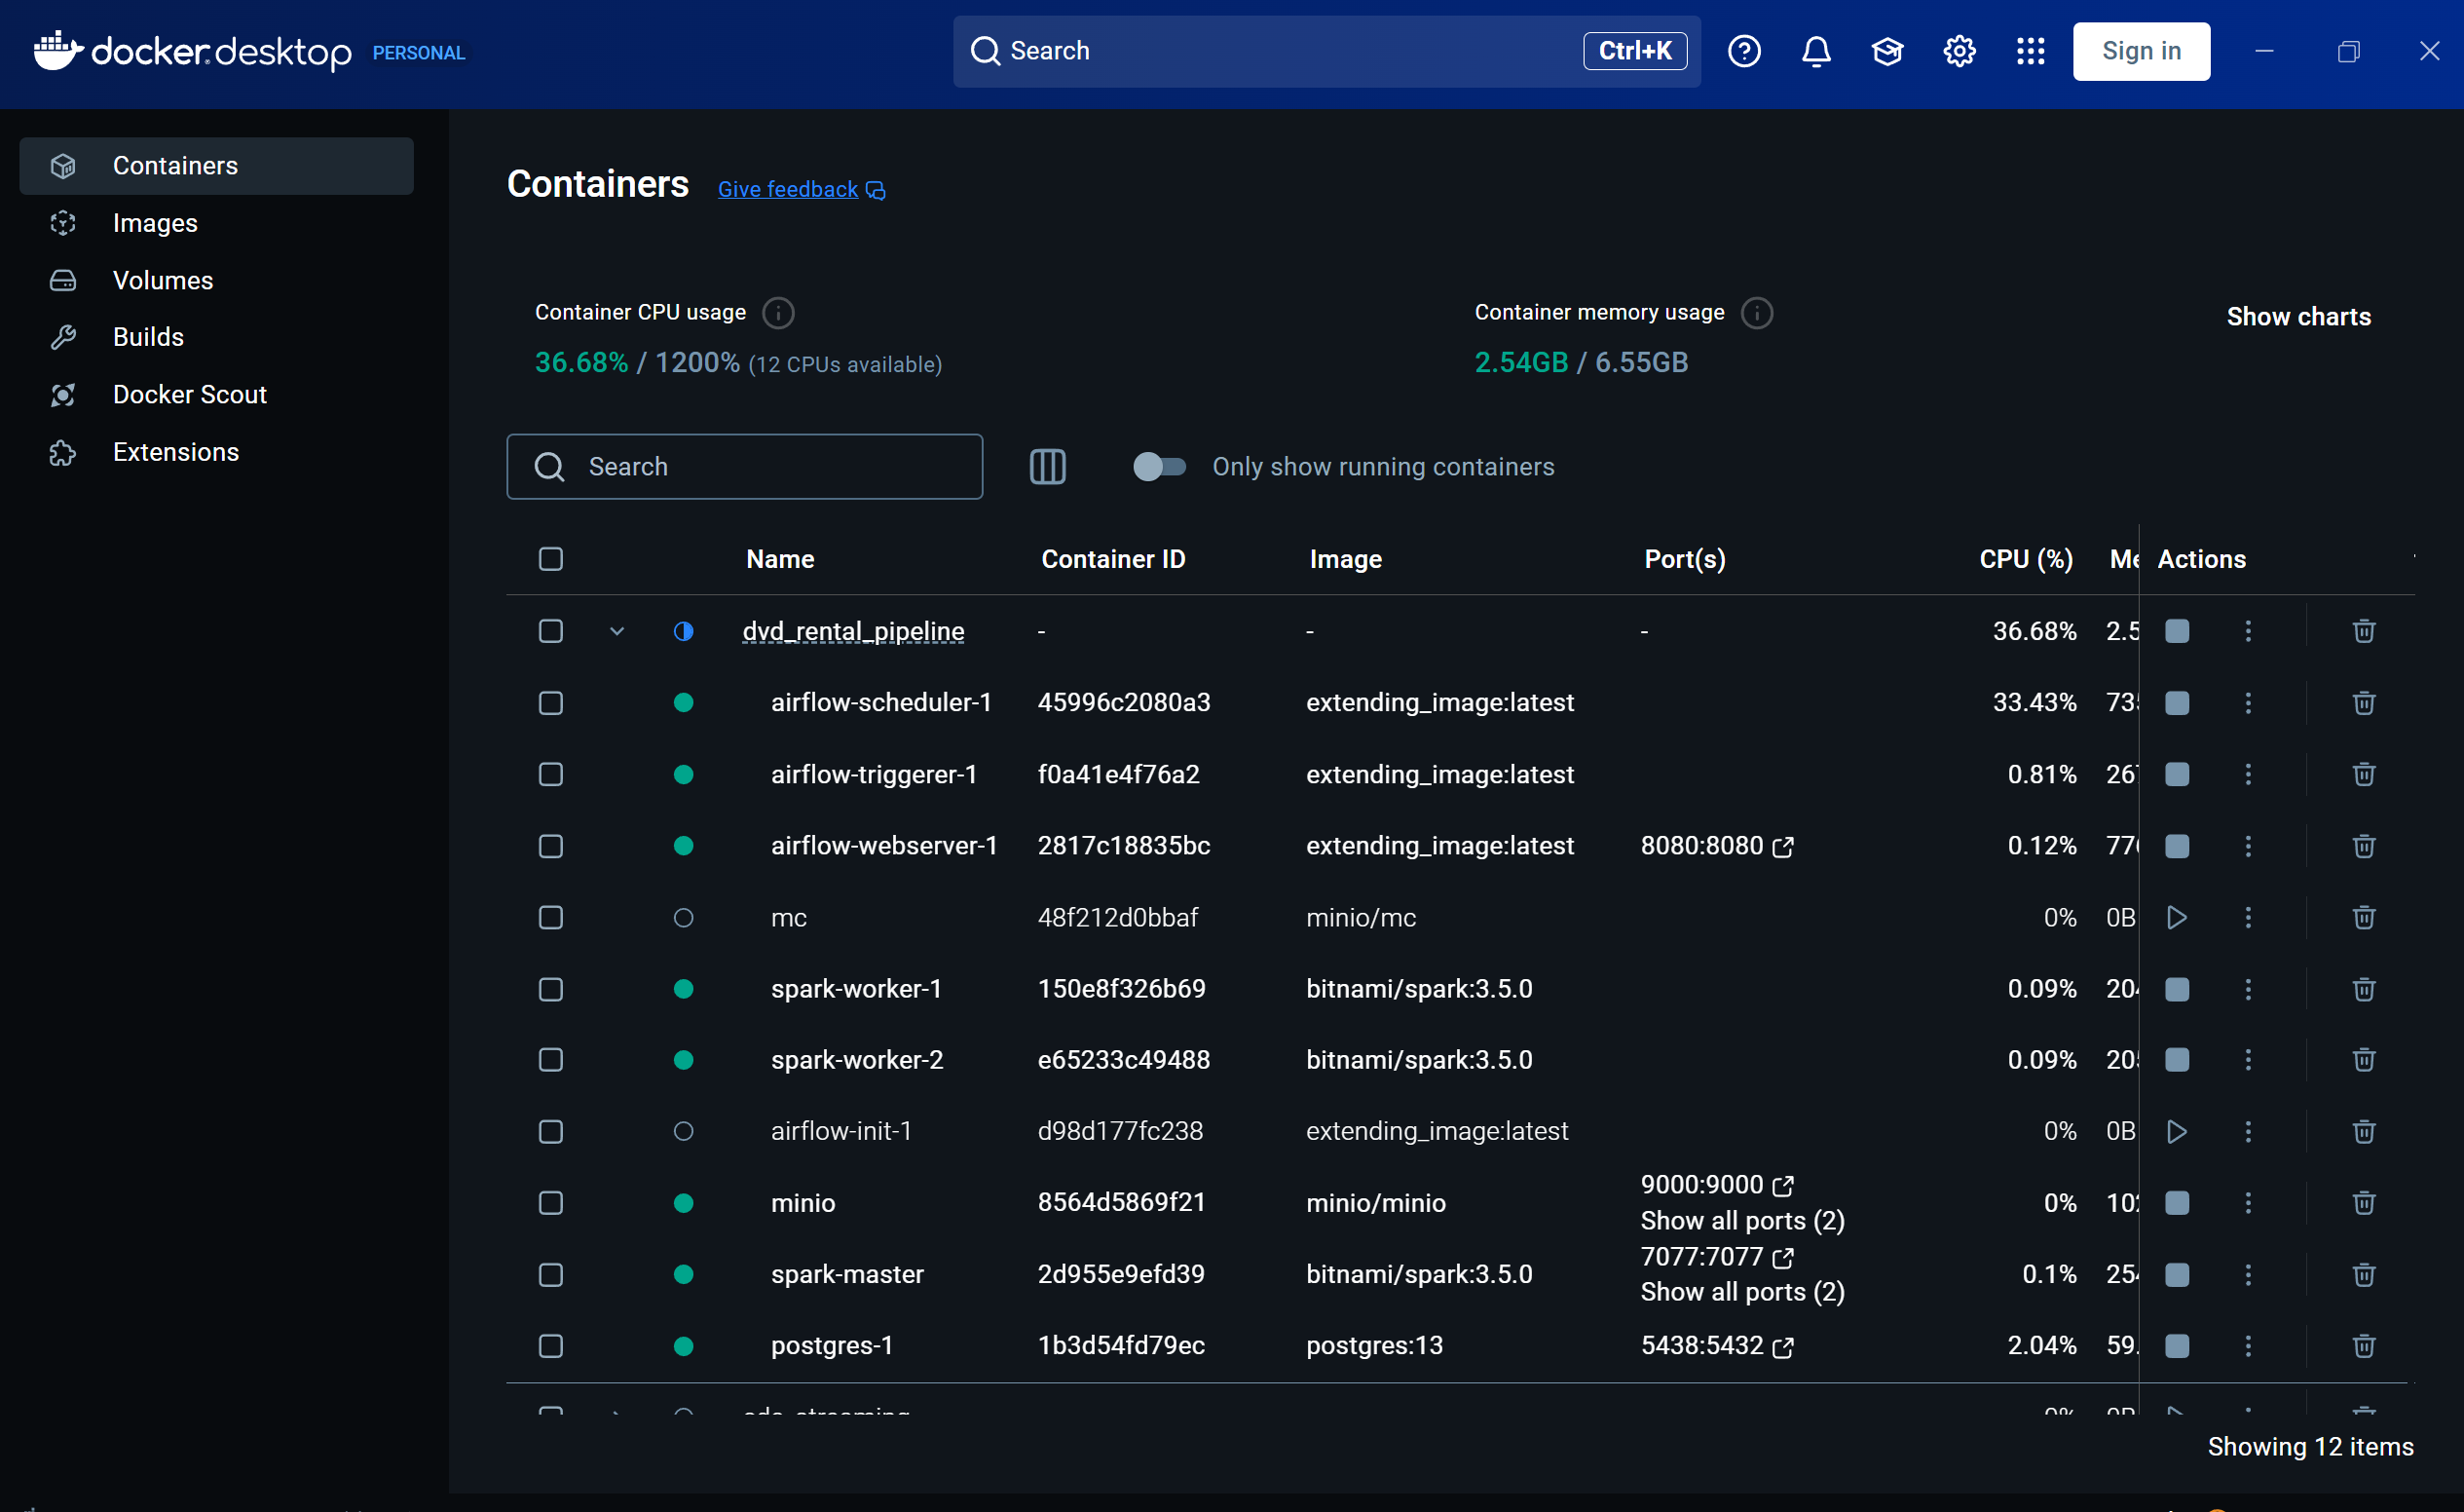 docker.desktop PERSONAL Search Ctrl+K Sign in
Containers
Images
Volumes
Builds
Docker Scout
Extensions
Containers Give feedback
Container CPU usage
36.68% / 1200% (12 CPUs available)
Container memory usage
2.54GB / 6.55GB
Show charts
Search Only show running containers
Name Container ID Image Port(s) CPU (%) Actions
dvd_rental_pipeline - - - 36.68% 2.5
airflow-scheduler-1 45996c2080a3 extending_image:latest 33.43% 73
airflow-triggerer-1 f0a41e4f76a2 extending_image:latest 0.81% 26
airflow-webserver-1 2817c18835bc extending_image:latest 8080:8080 0.12% 77
mc 48f212d0bbaf minio/mc 0% 0B
spark-worker-1 150e8f326b69 bitnami/spark:3.5.0 0.09% 20
spark-worker-2 e65233c49488 bitnami/spark:3.5.0 0.09% 20
airflow-init-1 d98d177fc238 extending_image:latest 0% 0B
minio 8564d5869f21 minio/minio 9000:9000 Show all ports (2) 0% 10
spark-master 2d955e9efd39 bitnami/spark:3.5.0 7077:7077 Show all ports (2) 0.1% 25
postgres-1 1b3d54fd79ec postgres:13 5438:5432 2.04% 59.
Showing 12 items